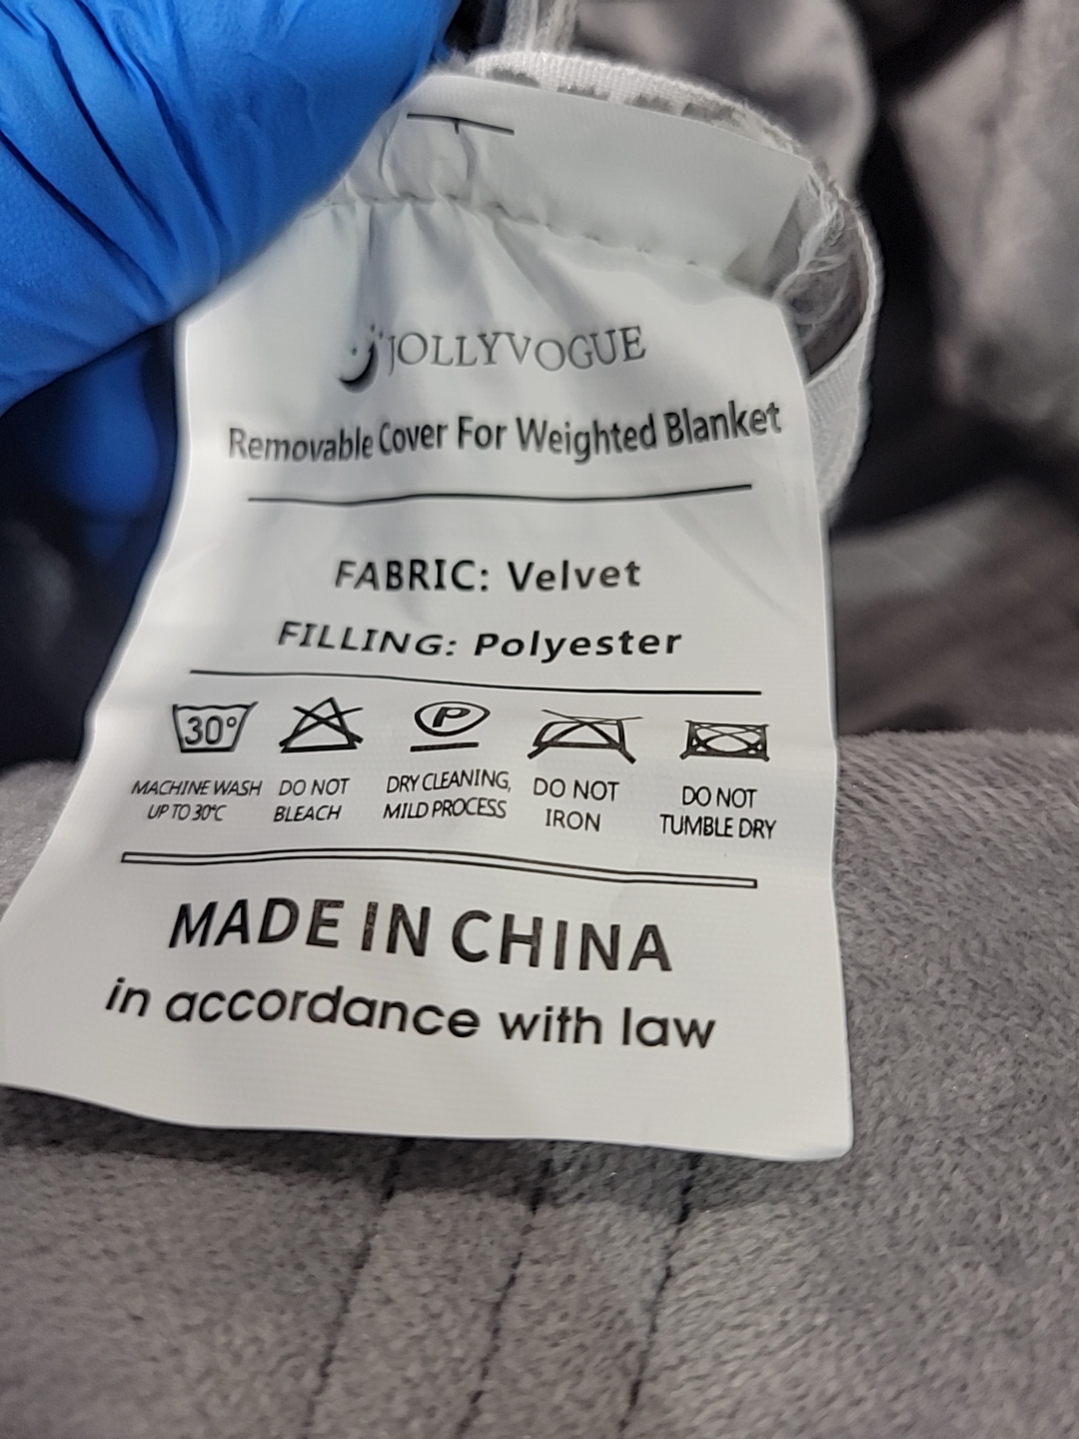 JOLLYVOGUE
Removable Cover For Weighted Blanket
FABRIC: Velvet
FILLING: Polyester
30°
P
MACHINE WASH
UP TO 30°C
DO NOT
BLEACH
DRY CLEANING,
MILD PROCESS
DO NOT
IRON
DO NOT
TUMBLE DRY
MADE IN CHINA
in accordance with law